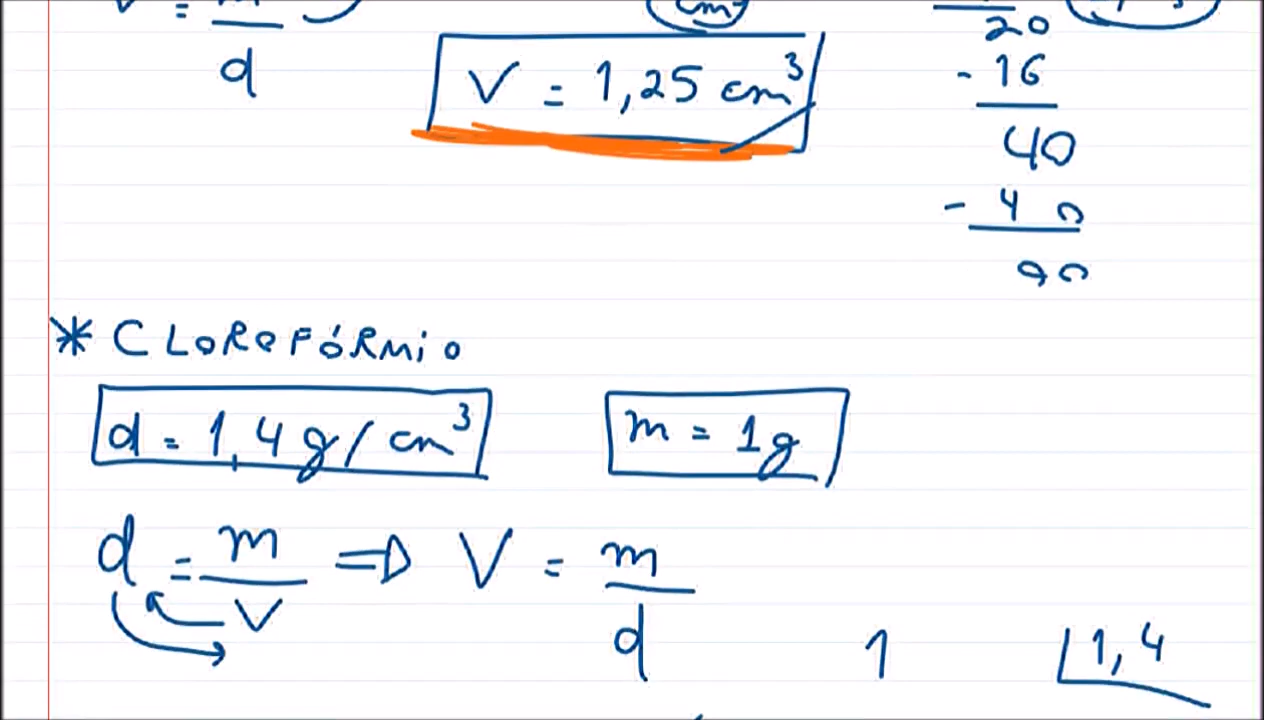 V =
d
20
V = 1,25 cm³
- 16
40
- 40
00
* CLOROFÓRMIO
d = 1,4 g/cm³ m = 1g
d = m/V ⇒ V = m/d
1 1,4